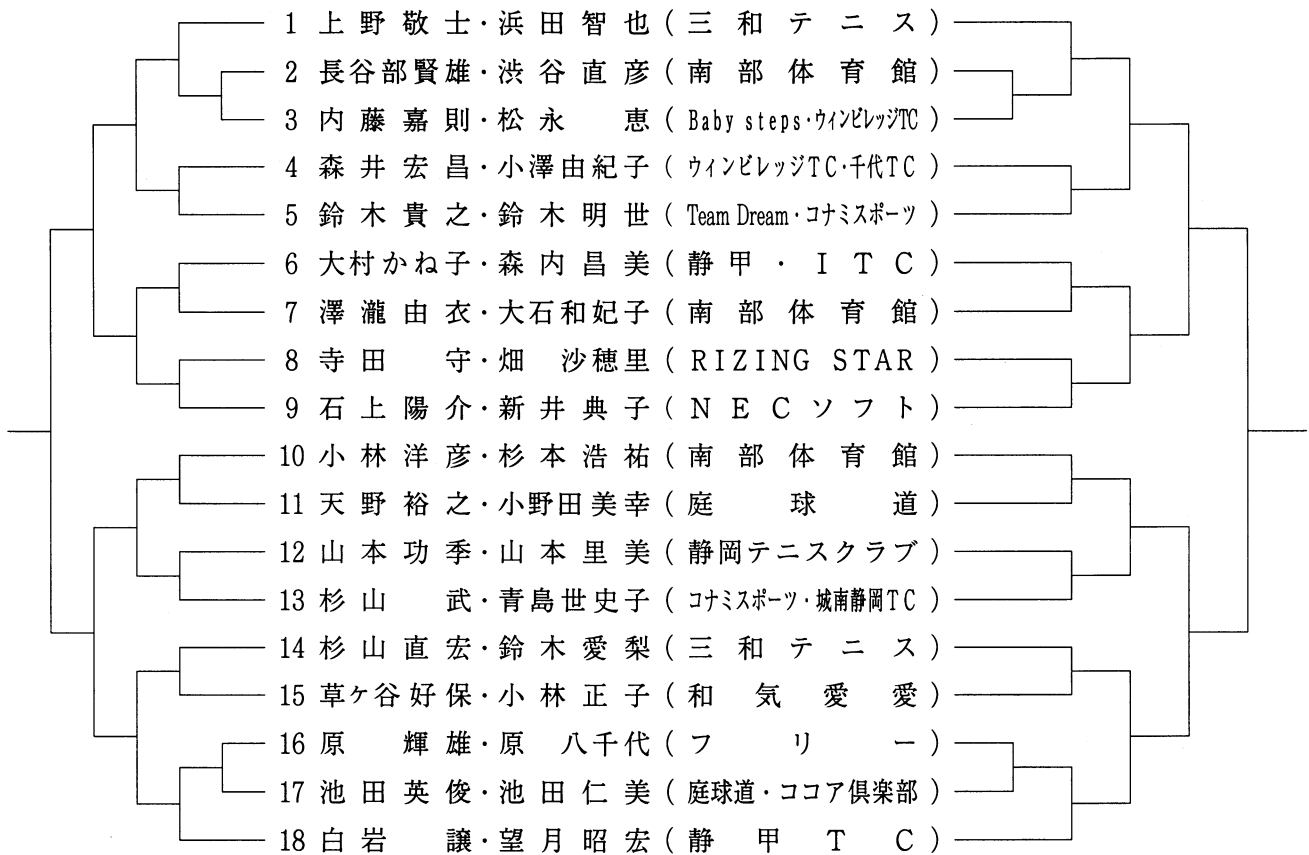 1 上野敬士・浜田智也(三和テニス)
2 長谷部賢雄・渋谷直彦(南部体育館)
3 内藤嘉則・松永 恵(Baby steps・ウィンビレッジTC)
4 森井宏昌・小澤由紀子(ウィンビレッジTC・千代TC)
5 鈴木貴之・鈴木明世(Team Dream・コナミスポーツ)
6 大村かね子・森内昌美(静甲・ITC)
7 澤瀧由衣・大石和妃子(南部体育館)
8 寺田 守・畑 沙穂里(RIZING STAR)
9 石上陽介・新井典子(NECソフト)
10 小林洋彦・杉本浩祐(南部体育館)
11 天野裕之・小野田美幸(庭球道)
12 山本功季・山本里美(静岡テニスクラブ)
13 杉山 武・青島世史子(コナミスポーツ・城南静岡TC)
14 杉山直宏・鈴木愛梨(三和テニス)
15 草ケ谷好保・小林正子(和気愛愛)
16 原 輝雄・原 八千代(フリー)
17 池田英俊・池田仁美(庭球道・ココア倶楽部)
18 白岩 譲・望月昭宏(静甲TC)